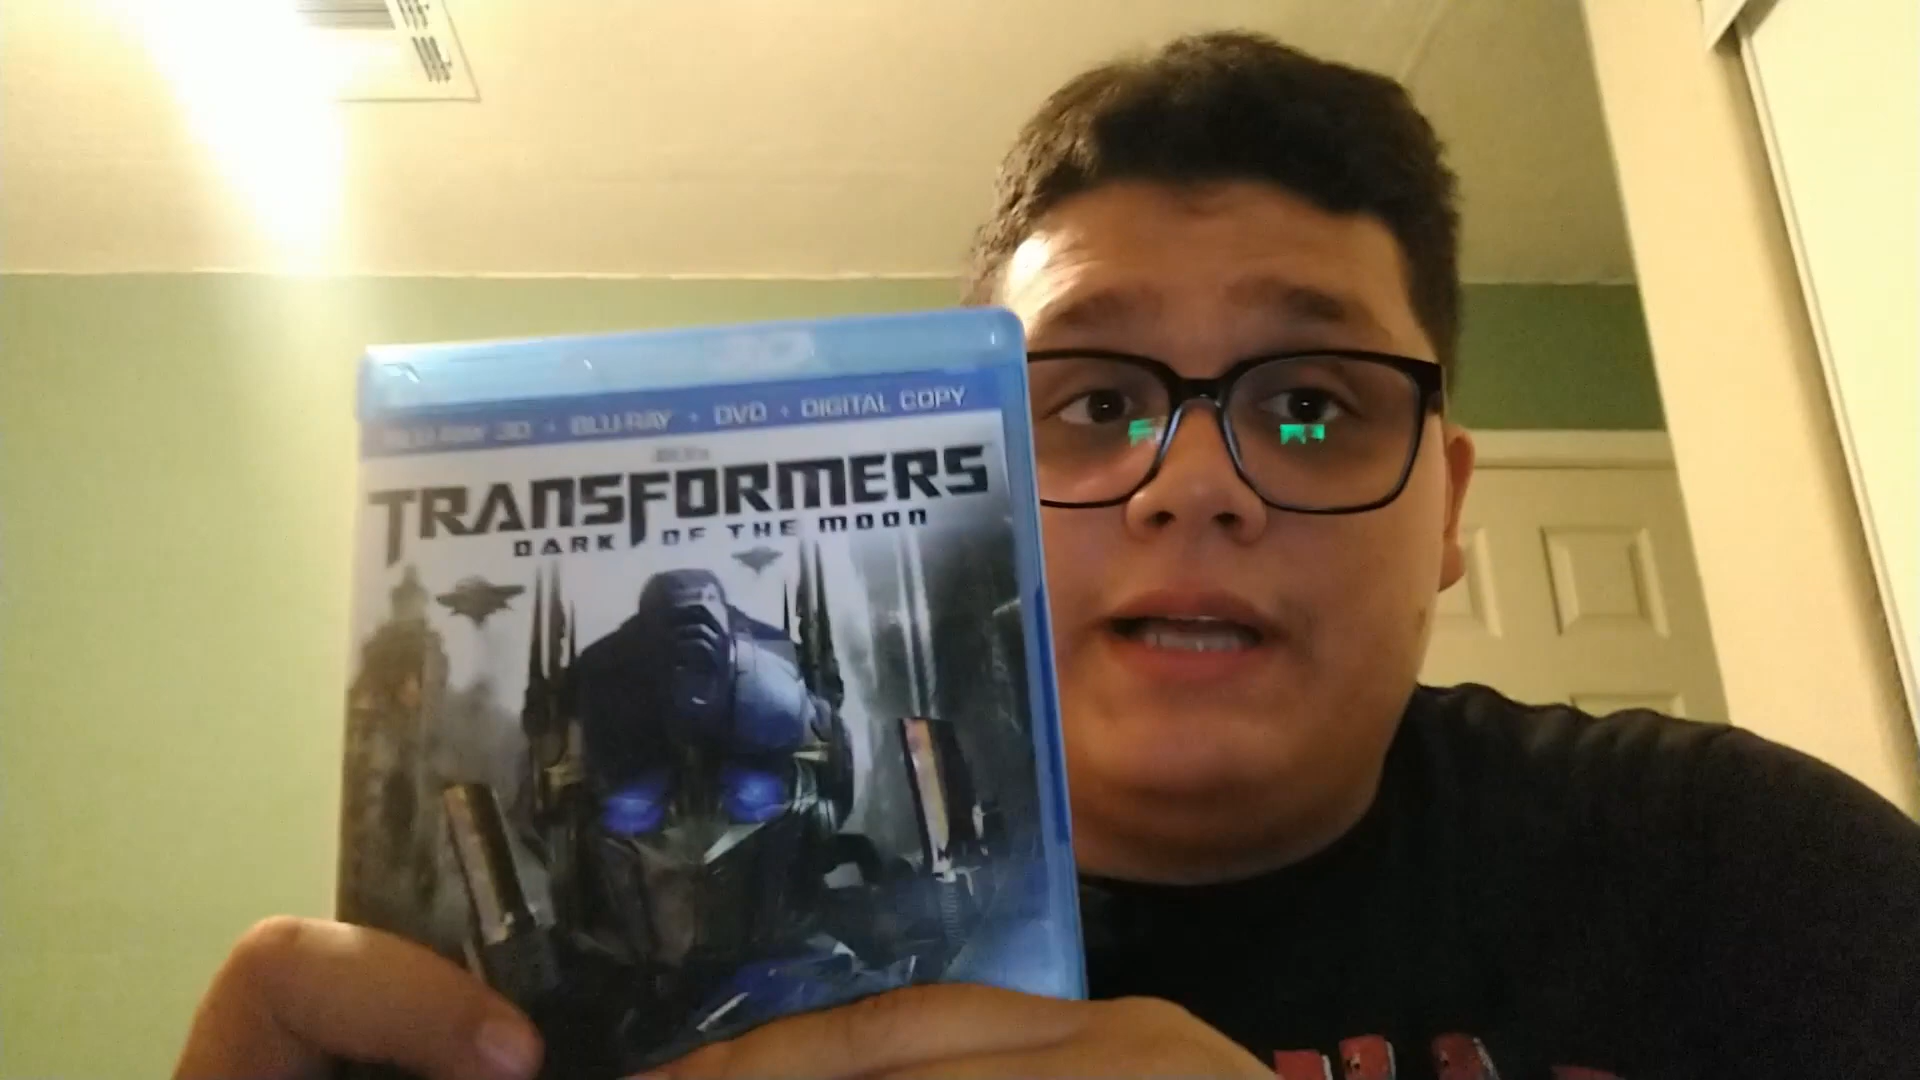 BLU-RAY 3D + BLU-RAY + DVD + DIGITAL COPY
TRANSFORMERS
DARK OF THE MOON